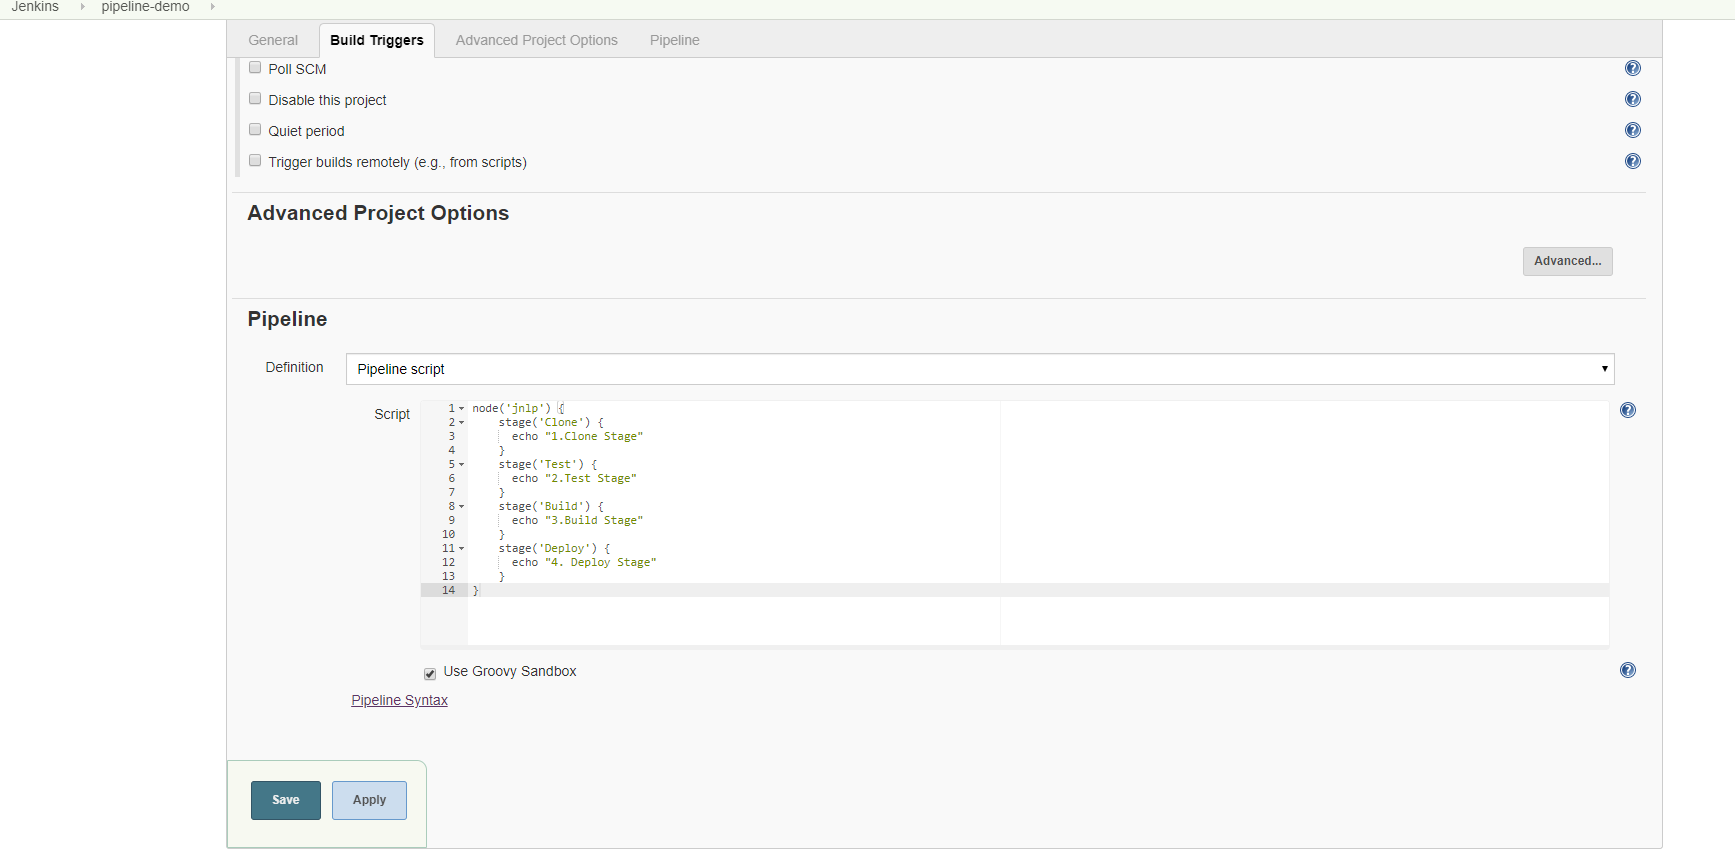 Jenkins pipeline-demo
General Build Triggers Advanced Project Options Pipeline
Poll SCM
Disable this project
Quiet period
Trigger builds remotely (e.g., from scripts)
Advanced Project Options
Advanced...
Pipeline
Definition Pipeline script
Script
1 node('jnlp') {
2     stage('Clone') {
3       echo "1.Clone Stage"
4     }
5     stage('Test') {
6       echo "2.Test Stage"
7     }
8     stage('Build') {
9       echo "3.Build Stage"
10     }
11     stage('Deploy') {
12       echo "4. Deploy Stage"
13     }
14 }
Use Groovy Sandbox
Pipeline Syntax
Save Apply